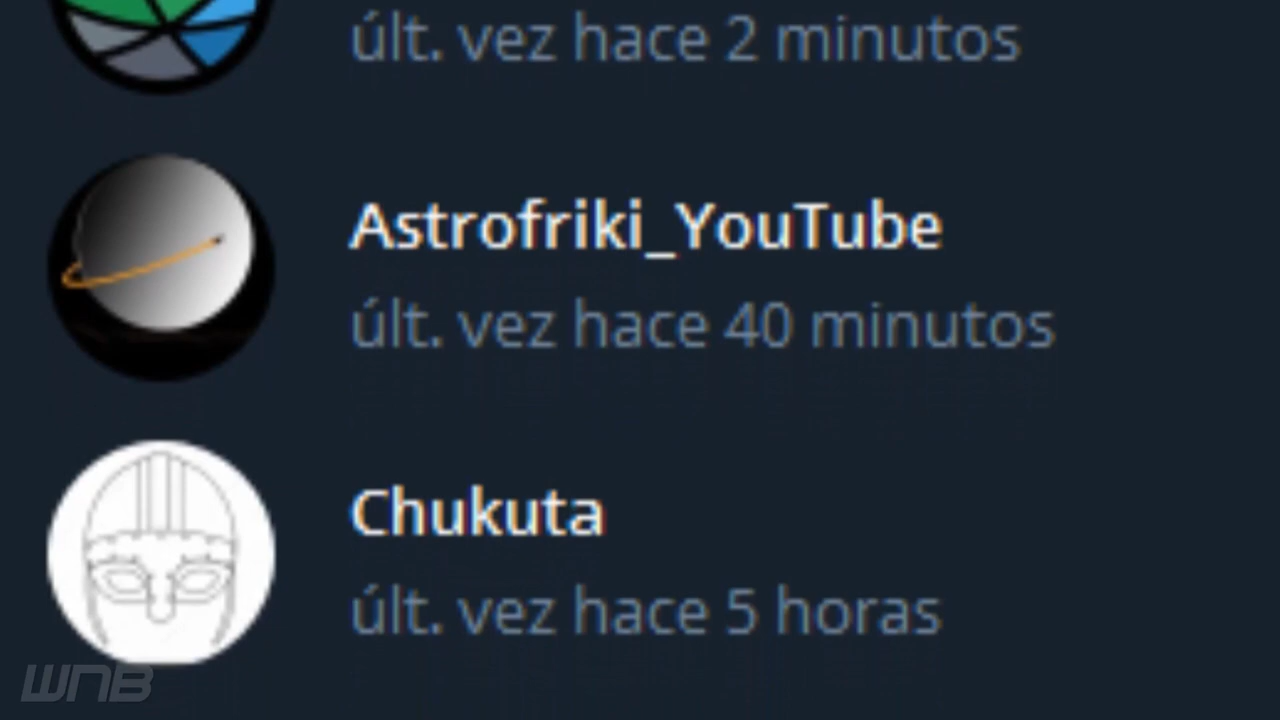 últ. vez hace 2 minutos
Astrofriki_YouTube
últ. vez hace 40 minutos
Chukuta
últ. vez hace 5 horas
WNB